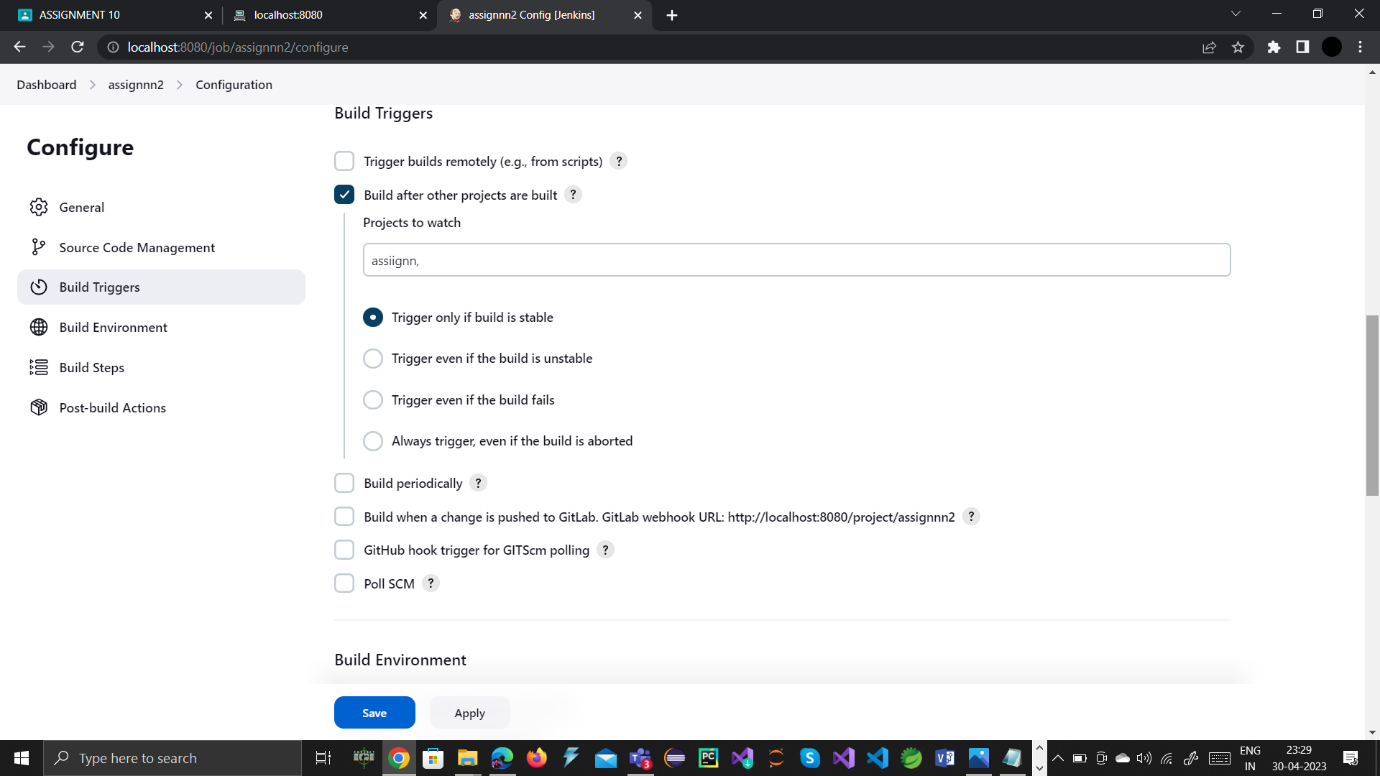 ASSIGNMENT 10
localhost:8080
assignnn2 Config [Jenkins]
localhost:8080/job/assignnn2/configure
Dashboard
assignnn2
Configuration
Configure
General
Source Code Management
Build Triggers
Build Environment
Build Steps
Post-build Actions
Build Triggers
Trigger builds remotely (e.g., from scripts) ?
Build after other projects are built ?
Projects to watch
assiignn,
Trigger only if build is stable
Trigger even if the build is unstable
Trigger even if the build fails
Always trigger, even if the build is aborted
Build periodically ?
Build when a change is pushed to GitLab. GitLab webhook URL: http://localhost:8080/project/assignnn2 ?
GitHub hook trigger for GITScm polling ?
Poll SCM ?
Build Environment
Save
Apply
Type here to search
ENG
IN
23:29
30-04-2023